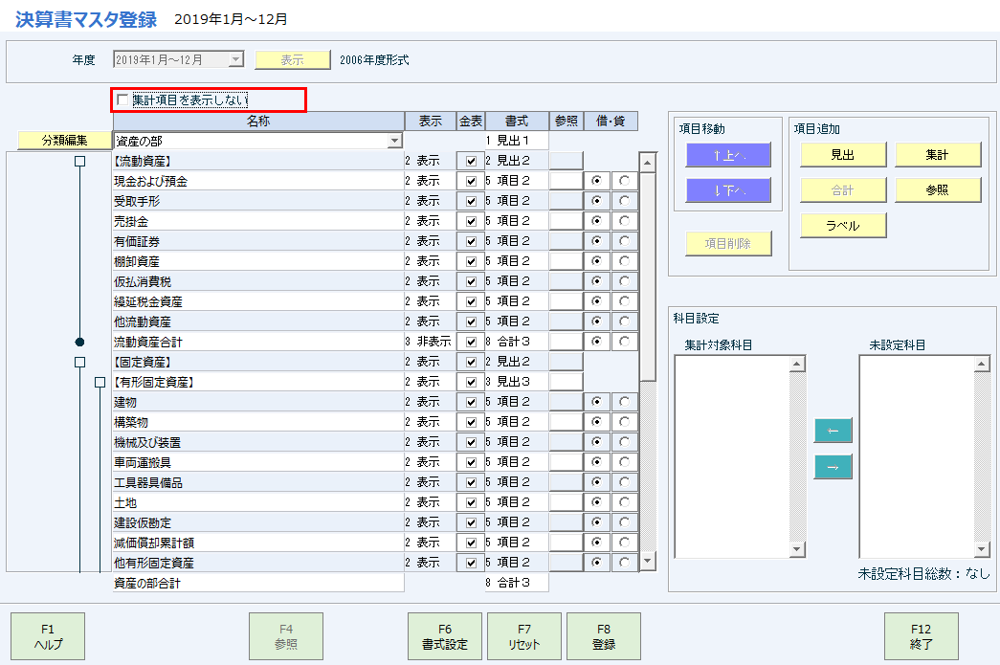 決算書マスタ登録 2019年1月～12月
年度 2019年1月～12月 表示 2006年度形式
集計項目を表示しない
名称 表示 金表 書式 参照 借・貸
分類編集 資産の部 1 見出1
【流動資産】 2 表示 2 見出2
現金および預金 2 表示 5 項目2
受取手形 2 表示 5 項目2
売掛金 2 表示 5 項目2
有価証券 2 表示 5 項目2
棚卸資産 2 表示 5 項目2
仮払消費税 2 表示 5 項目2
繰延税金資産 2 表示 5 項目2
他流動資産 2 表示 5 項目2
流動資産合計 3 非表示 8 合計3
【固定資産】 2 表示 2 見出2
【有形固定資産】 2 表示 3 見出3
建物 2 表示 5 項目2
構築物 2 表示 5 項目2
機械及び装置 2 表示 5 項目2
車両運搬具 2 表示 5 項目2
工具器具備品 2 表示 5 項目2
土地 2 表示 5 項目2
建設仮勘定 2 表示 5 項目2
減価償却累計額 2 表示 5 項目2
他有形固定資産 2 表示 5 項目2
資産の部合計 8 合計3
項目移動
↑上へ
↓下へ
項目削除
項目追加
見出 集計
合計 参照
ラベル
科目設定
集計対象科目 未設定科目
←
→
未設定科目総数：なし
F1 F4 F6 F7 F8 F12
ヘルプ 参照 書式設定 リセット 登録 終了